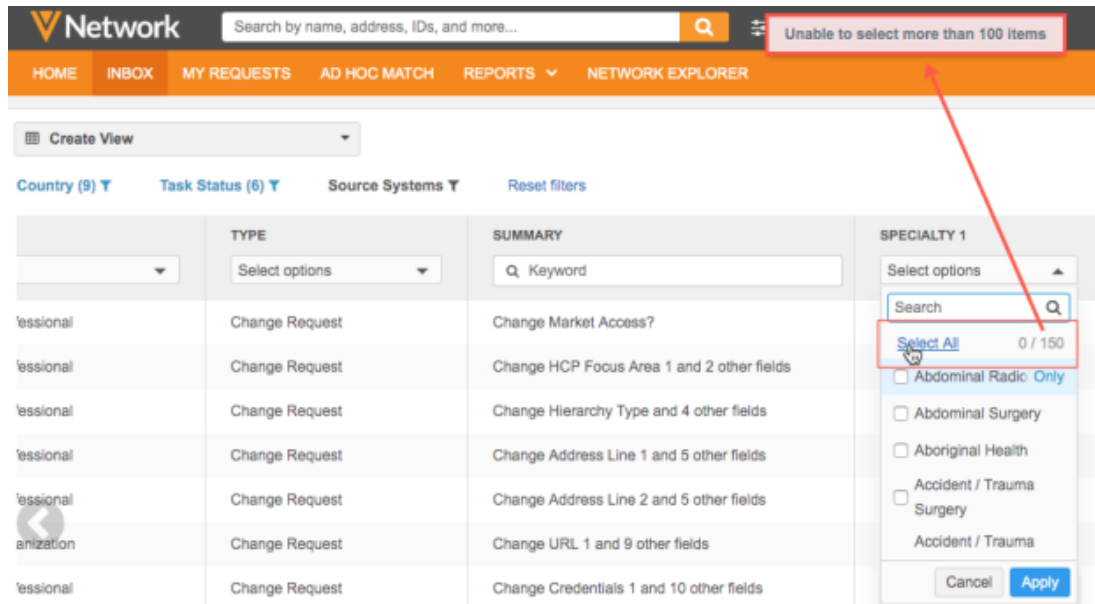 Network
Search by name, address, IDs, and more...
Unable to select more than 100 items
HOME INBOX MY REQUESTS AD HOC MATCH REPORTS NETWORK EXPLORER
Create View
Country (9) Task Status (6) Source Systems Reset filters
TYPE SUMMARY SPECIALTY 1
Select options Keyword Select options
Search
fessional Change Request Change Market Access?
Select All 0 / 150
fessional Change Request Change HCP Focus Area 1 and 2 other fields
Abdominal Radio Only
fessional Change Request Change Hierarchy Type and 4 other fields
Abdominal Surgery
fessional Change Request Change Address Line 1 and 5 other fields
Aboriginal Health
fessional Change Request Change Address Line 2 and 5 other fields
Accident / Trauma
Surgery
anization Change Request Change URL 1 and 9 other fields
Accident / Trauma
fessional Change Request Change Credentials 1 and 10 other fields
Cancel Apply